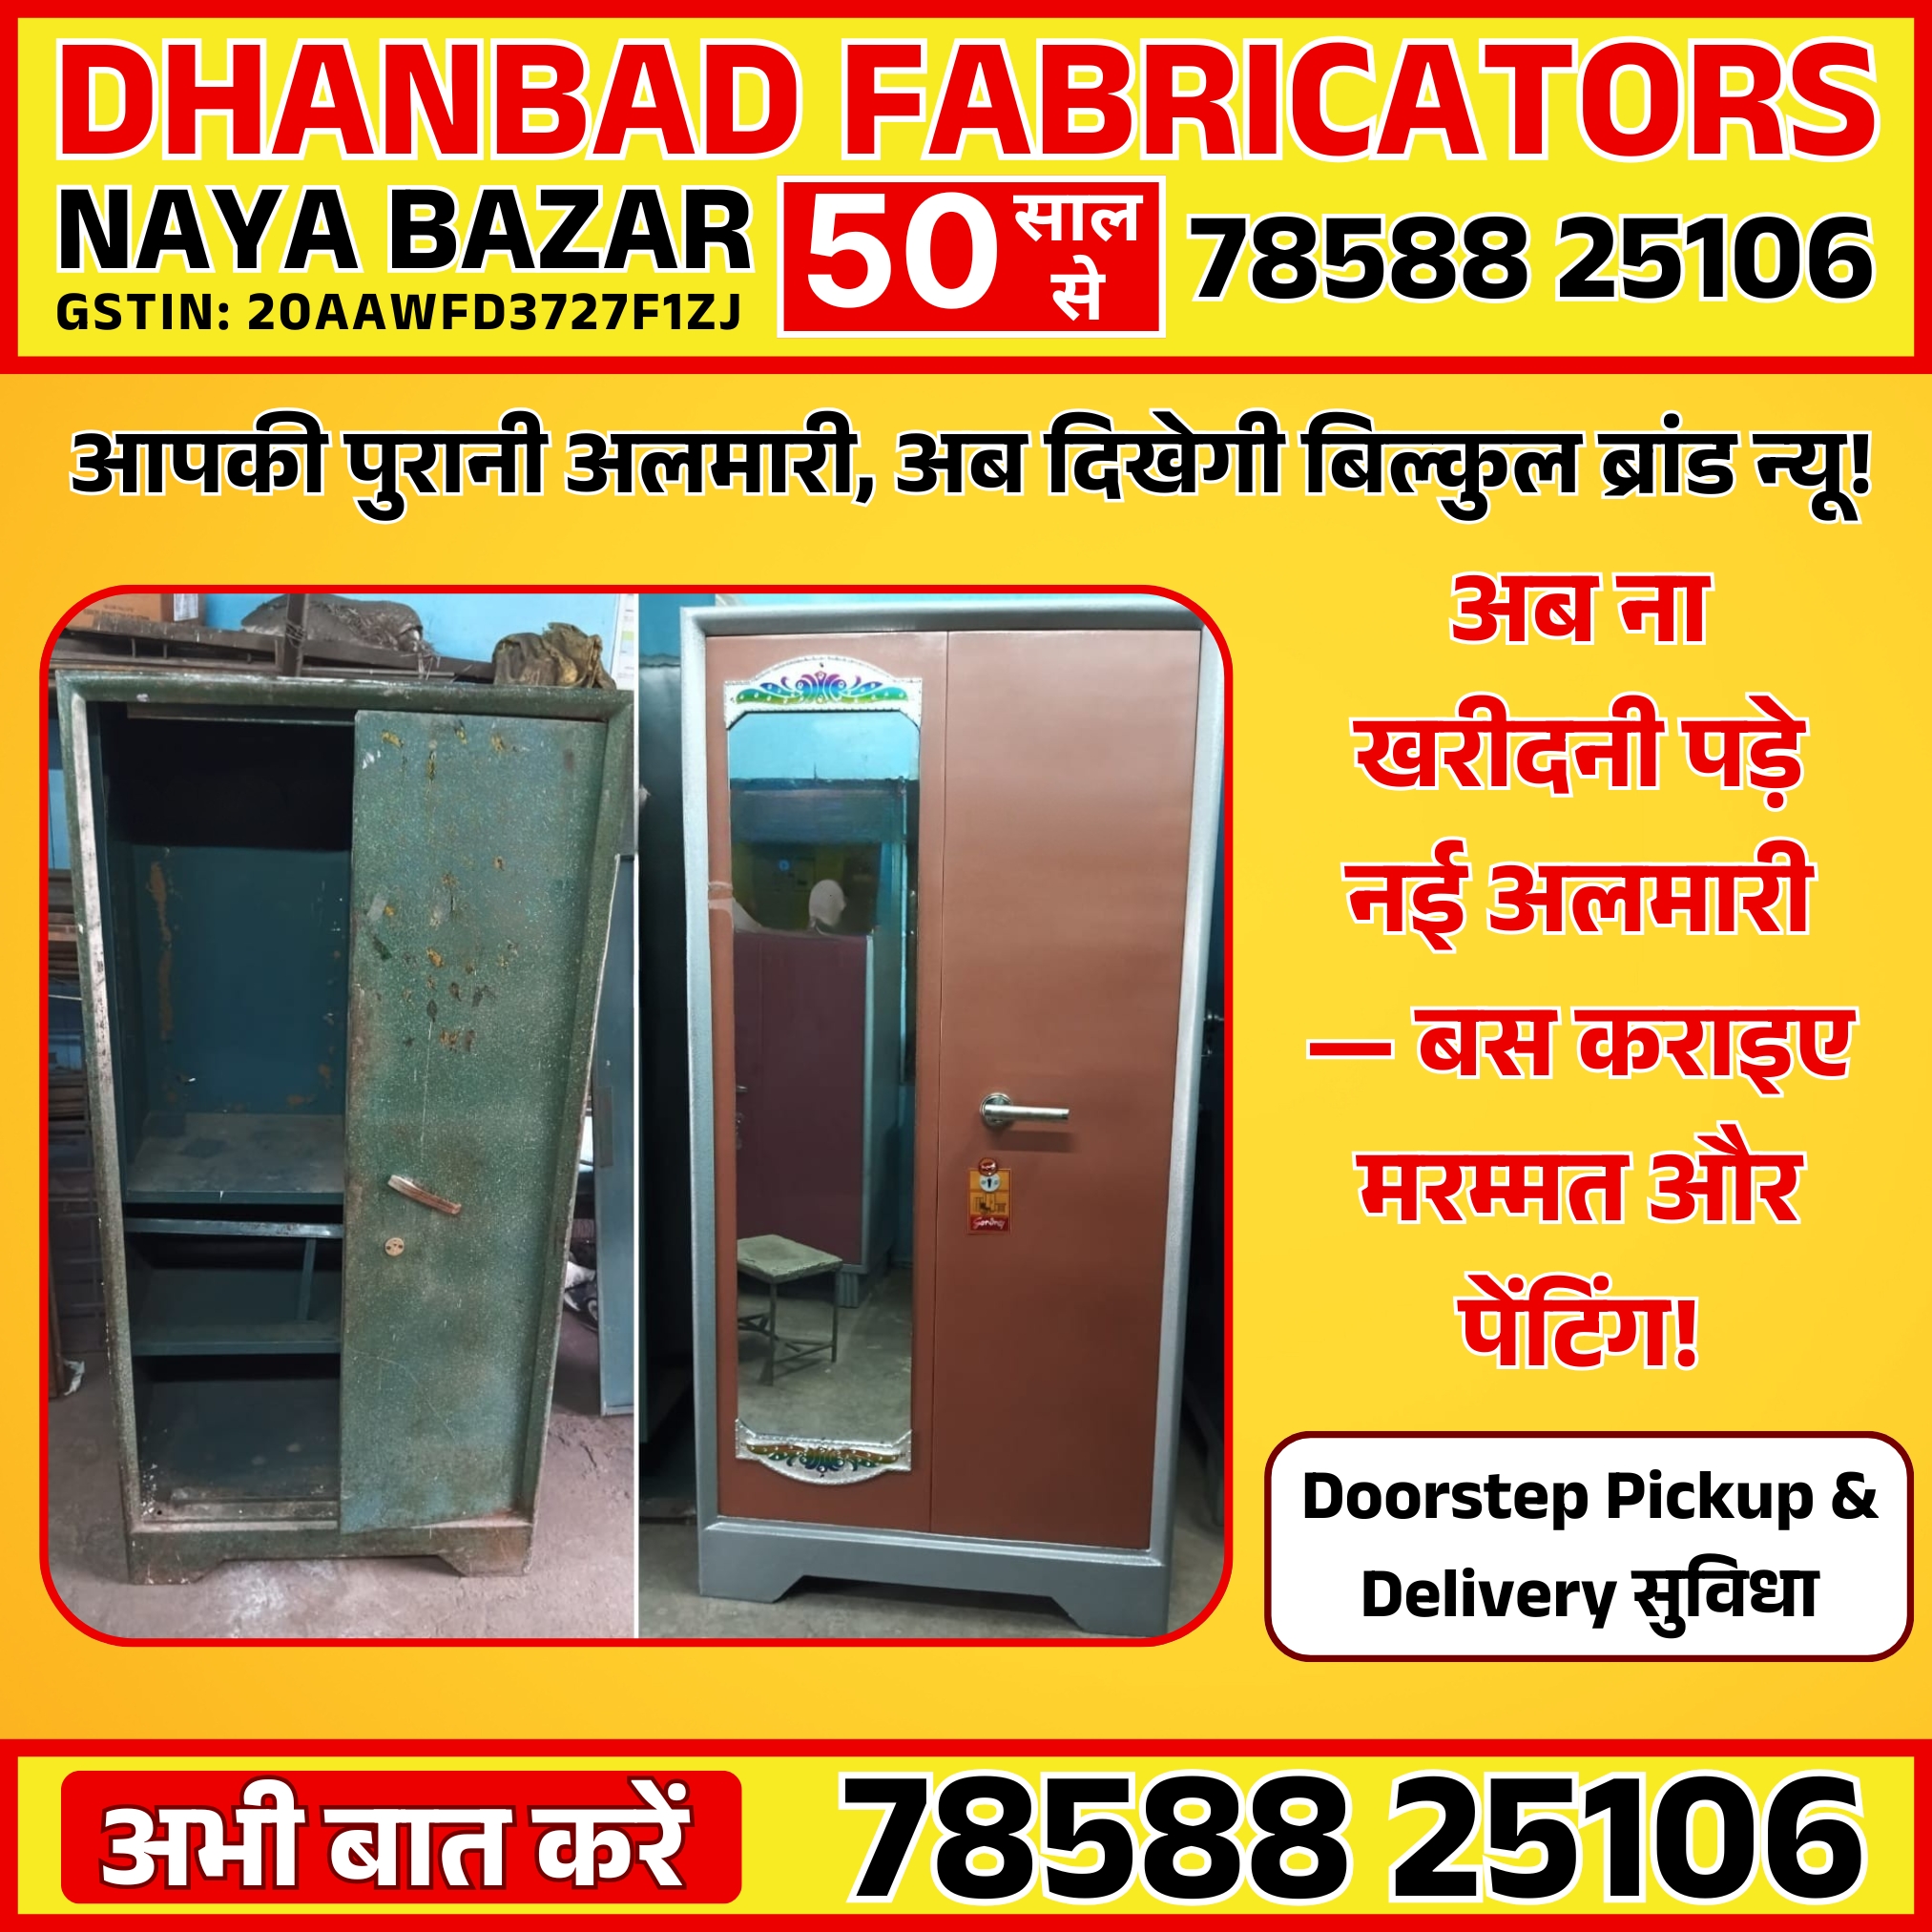 DHANBAD FABRICATORS
NAYA BAZAR
GSTIN: 20AAWFD3727F1ZJ
50 साल से
78588 25106
आपकी पुरानी अलमारी, अब दिखेगी बिल्कुल ब्रांड न्यू!
अब ना
खरीदनी पड़े
नई अलमारी
— बस कराइए
मरम्मत और
पेंटिंग!
Doorstep Pickup &
Delivery सुविधा
अभी बात करें
78588 25106